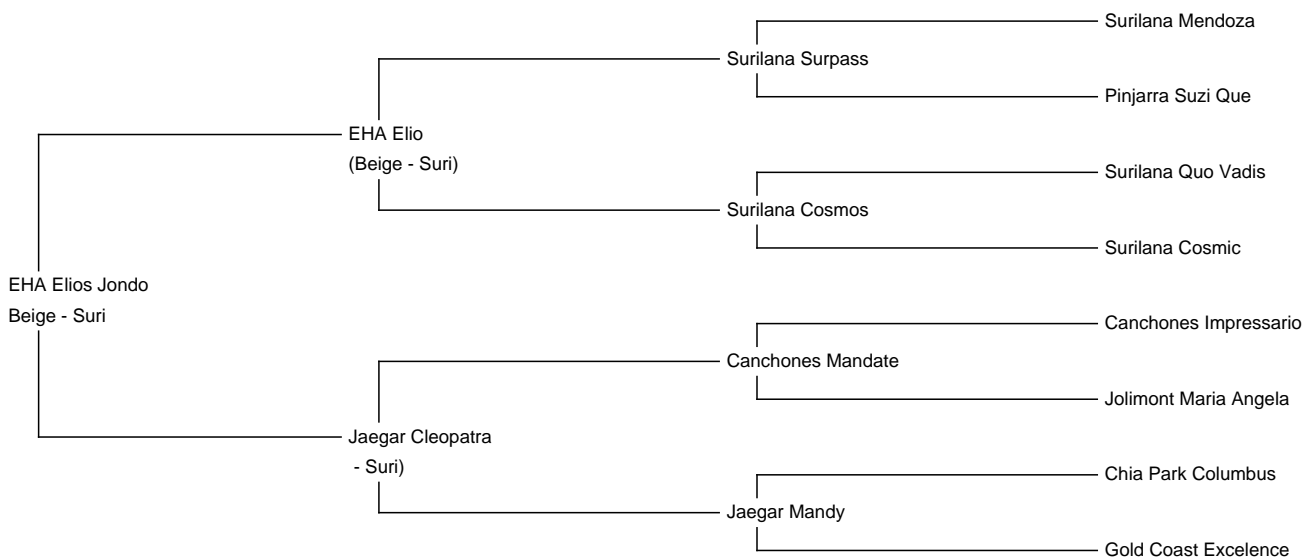 Surilana Mendoza
Surilana Surpass
Pinjarra Suzi Que
EHA Elio
(Beige - Suri)
Surilana Quo Vadis
Surilana Cosmos
Surilana Cosmic
EHA Elios Jondo
Beige - Suri
Canchones Impressario
Canchones Mandate
Jolimont Maria Angela
Jaegar Cleopatra
- Suri)
Chia Park Columbus
Jaegar Mandy
Gold Coast Excelence